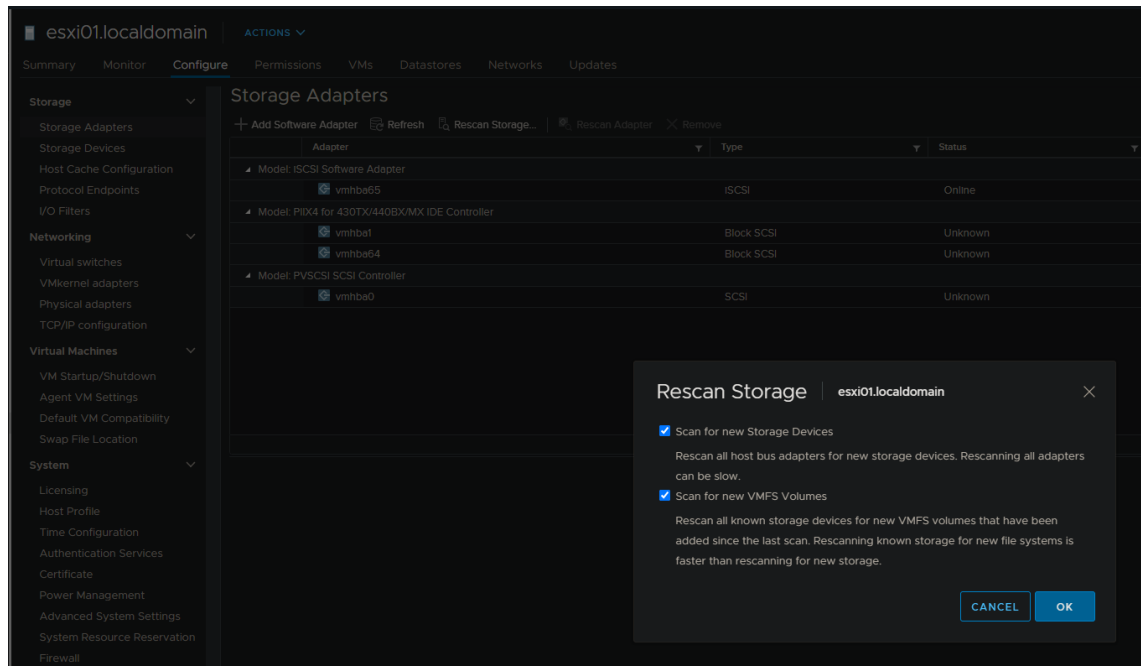 esxi01.localdomain ACTIONS
Summary Monitor Configure Permissions VMs Datastores Networks Updates
Storage
Storage Adapters
Storage Devices
Host Cache Configuration
Protocol Endpoints
I/O Filters
Networking
Virtual switches
VMkernel adapters
Physical adapters
TCP/IP configuration
Virtual Machines
VM Startup/Shutdown
Agent VM Settings
Default VM Compatibility
Swap File Location
System
Licensing
Host Profile
Time Configuration
Authentication Services
Certificate
Power Management
Advanced System Settings
System Resource Reservation
Firewall
Storage Adapters
Add Software Adapter Refresh Rescan Storage... Rescan Adapter Remove
Adapter Type Status
Model: iSCSI Software Adapter
vmhba65 iSCSI Online
Model: PIIX4 for 430TX/440BX/MX IDE Controller
vmhba1 Block SCSI Unknown
vmhba64 Block SCSI Unknown
Model: PVSCSI SCSI Controller
vmhba0 SCSI Unknown
Rescan Storage esxi01.localdomain
Scan for new Storage Devices
Rescan all host bus adapters for new storage devices. Rescanning all adapters
can be slow.
Scan for new VMFS Volumes
Rescan all known storage devices for new VMFS volumes that have been
added since the last scan. Rescanning known storage for new file systems is
faster than rescanning for new storage.
CANCEL OK